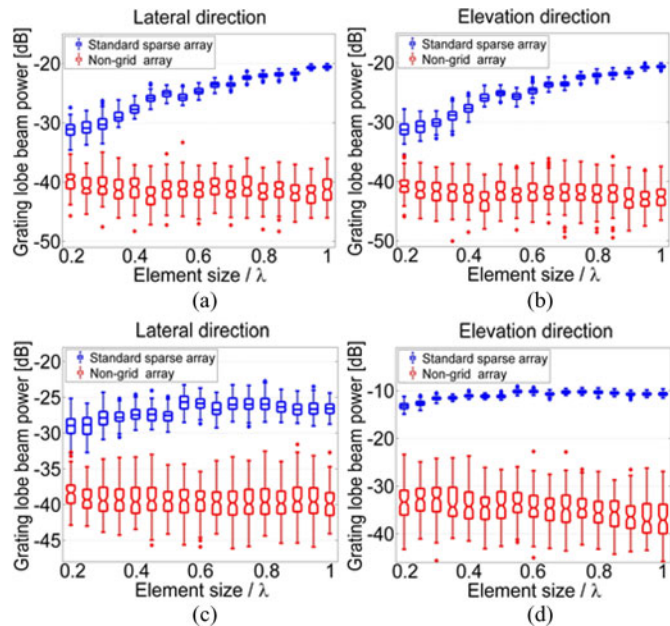 Lateral direction
Grating lobe beam power [dB]
Standard sparse array
Non-grid array
-20
-30
-40
-50
0.2 0.4 0.6 0.8 1
Element size / λ
(a)
Elevation direction
Grating lobe beam power [dB]
Standard sparse array
Non-grid array
-20
-30
-40
-50
0.2 0.4 0.6 0.8 1
Element size / λ
(b)
Lateral direction
Grating lobe beam power [dB]
Standard sparse array
Non-grid array
-20
-25
-30
-35
-40
-45
0.2 0.4 0.6 0.8 1
Element size / λ
(c)
Elevation direction
Grating lobe beam power [dB]
Standard sparse array
Non-grid array
-10
-20
-30
-40
0.2 0.4 0.6 0.8 1
Element size / λ
(d)